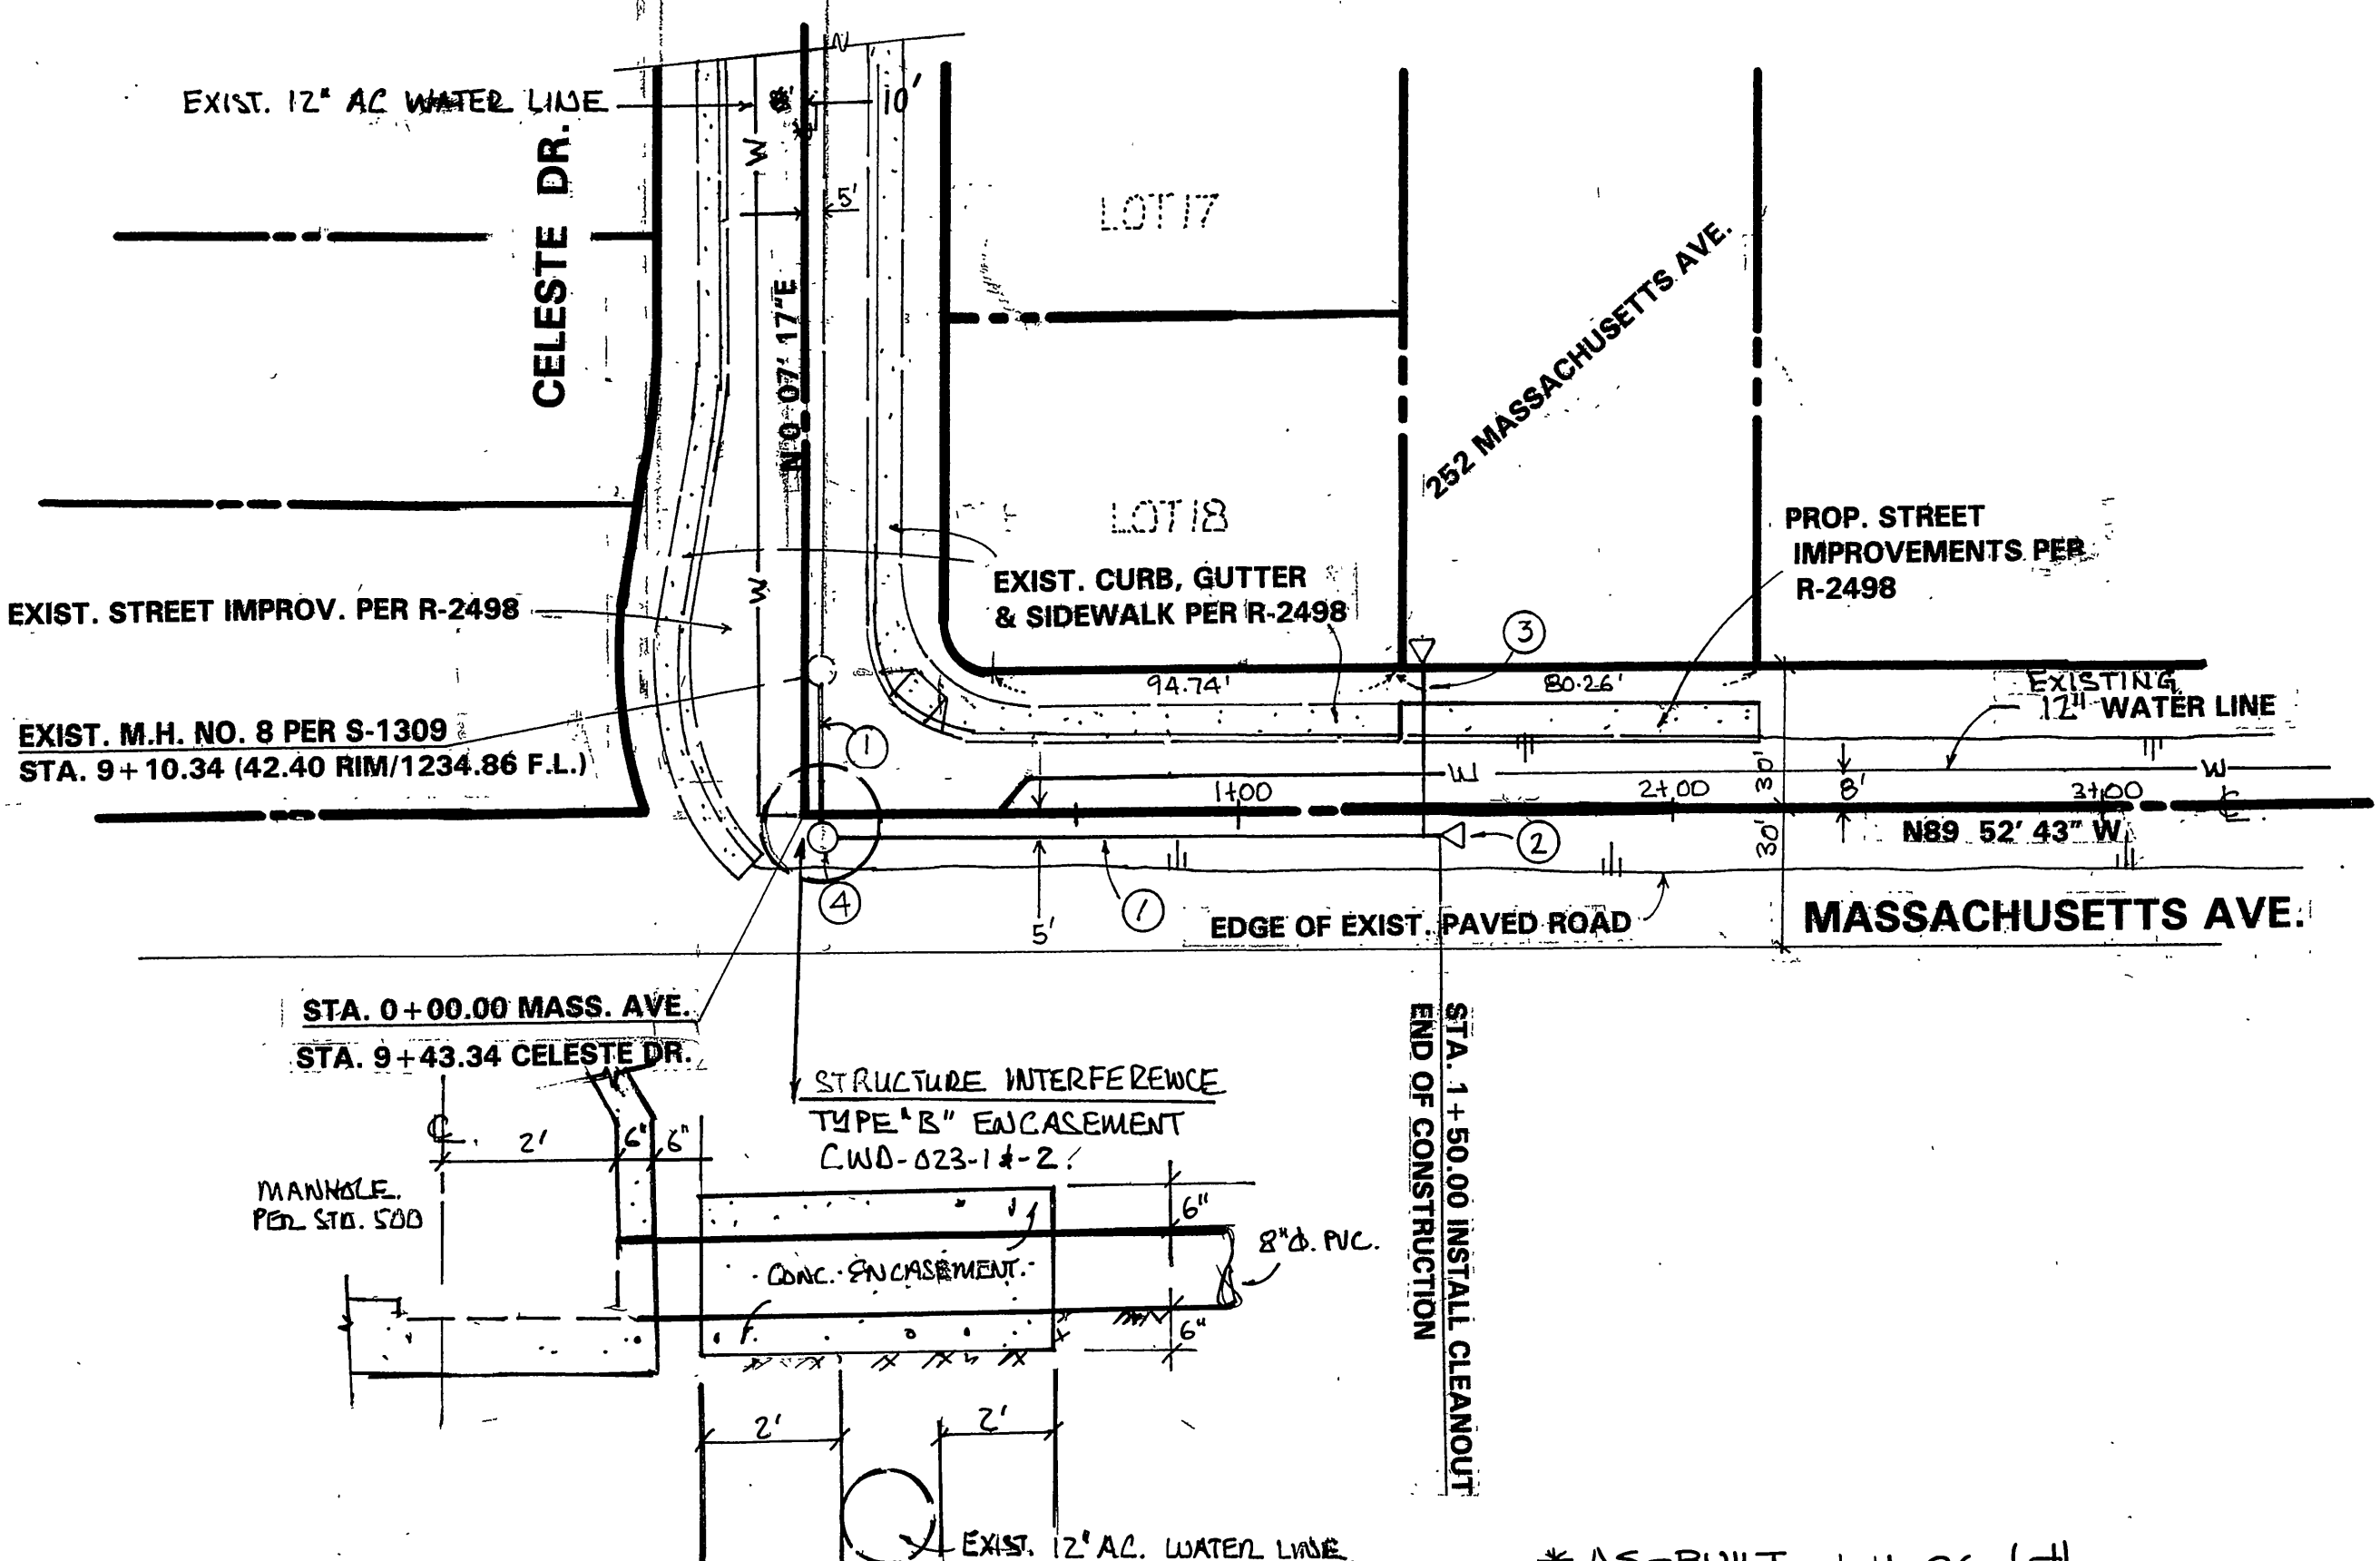 EXIST. 12" AC WATER LINE
10'
CELESTE DR.
W
5'
LOT 17
N 0 07' 17" E
252 MASSACHUSETTS AVE.
LOT 18
PROP. STREET
IMPROVEMENTS PER
R-2498
EXIST. CURB, GUTTER
& SIDEWALK PER R-2498
W
EXIST. STREET IMPROV. PER R-2498
3
94.74'
80.26'
EXISTING
12" WATER LINE
EXIST. M.H. NO. 8 PER S-1309
STA. 9+10.34 (42.40 RIM/1234.86 F.L.)
1
W
W
30'
8'
1+00
2+00
3+00
N89 52' 43" W
30'
2
4
1
5'
EDGE OF EXIST. PAVED ROAD
MASSACHUSETTS AVE.
STA. 0+00.00 MASS. AVE.
STA. 9+43.34 CELESTE DR.
STA. 1+50.00 INSTALL CLEANOUT
END OF CONSTRUCTION
STRUCTURE INTERFERENCE
TYPE "B" ENCASEMENT
CWD-023-1 & -2.
2'
6"
6"
MANHOLE
PER STD. 500
6"
8"Ø. PVC.
CONC. ENCASEMENT
6"
2'
2'
EXIST. 12" AC. WATER LINE
* AS-BUILT